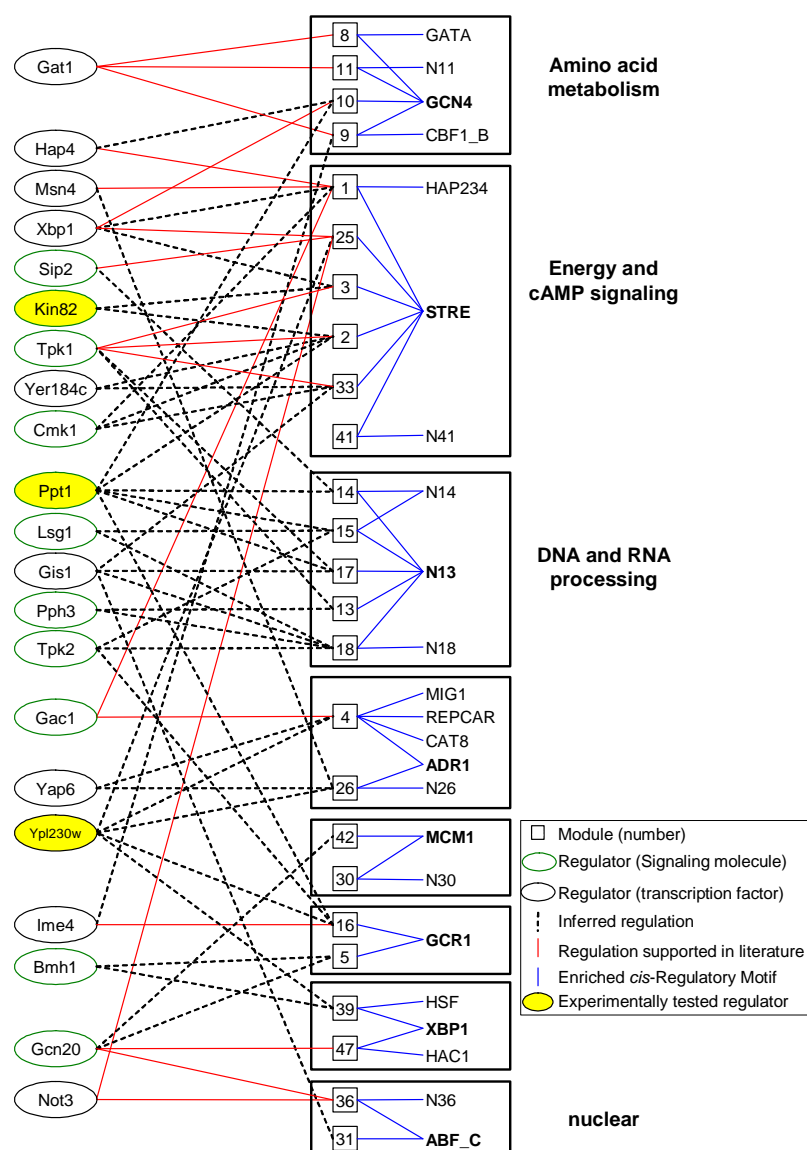 Gat1
Hap4
Msn4
Xbp1
Sip2
Kin82
Tpk1
Yer184c
Cmk1
Ppt1
Lsg1
Gis1
Pph3
Tpk2
Gac1
Yap6
Ypl230w
Ime4
Bmh1
Gcn20
Not3
8
11
10
9
GATA
N11
GCN4
CBF1_B
Amino acid
metabolism
1
25
3
2
33
41
HAP234
STRE
N41
Energy and
cAMP signaling
14
15
17
13
18
N14
N13
N18
DNA and RNA
processing
4
26
MIG1
REPCAR
CAT8
ADR1
N26
42
30
MCM1
N30
16
5
GCR1
39
47
HSF
XBP1
HAC1
36
31
N36
ABF_C
nuclear
Module (number)
Regulator (Signaling molecule)
Regulator (transcription factor)
Inferred regulation
Regulation supported in literature
Enriched cis-Regulatory Motif
Experimentally tested regulator